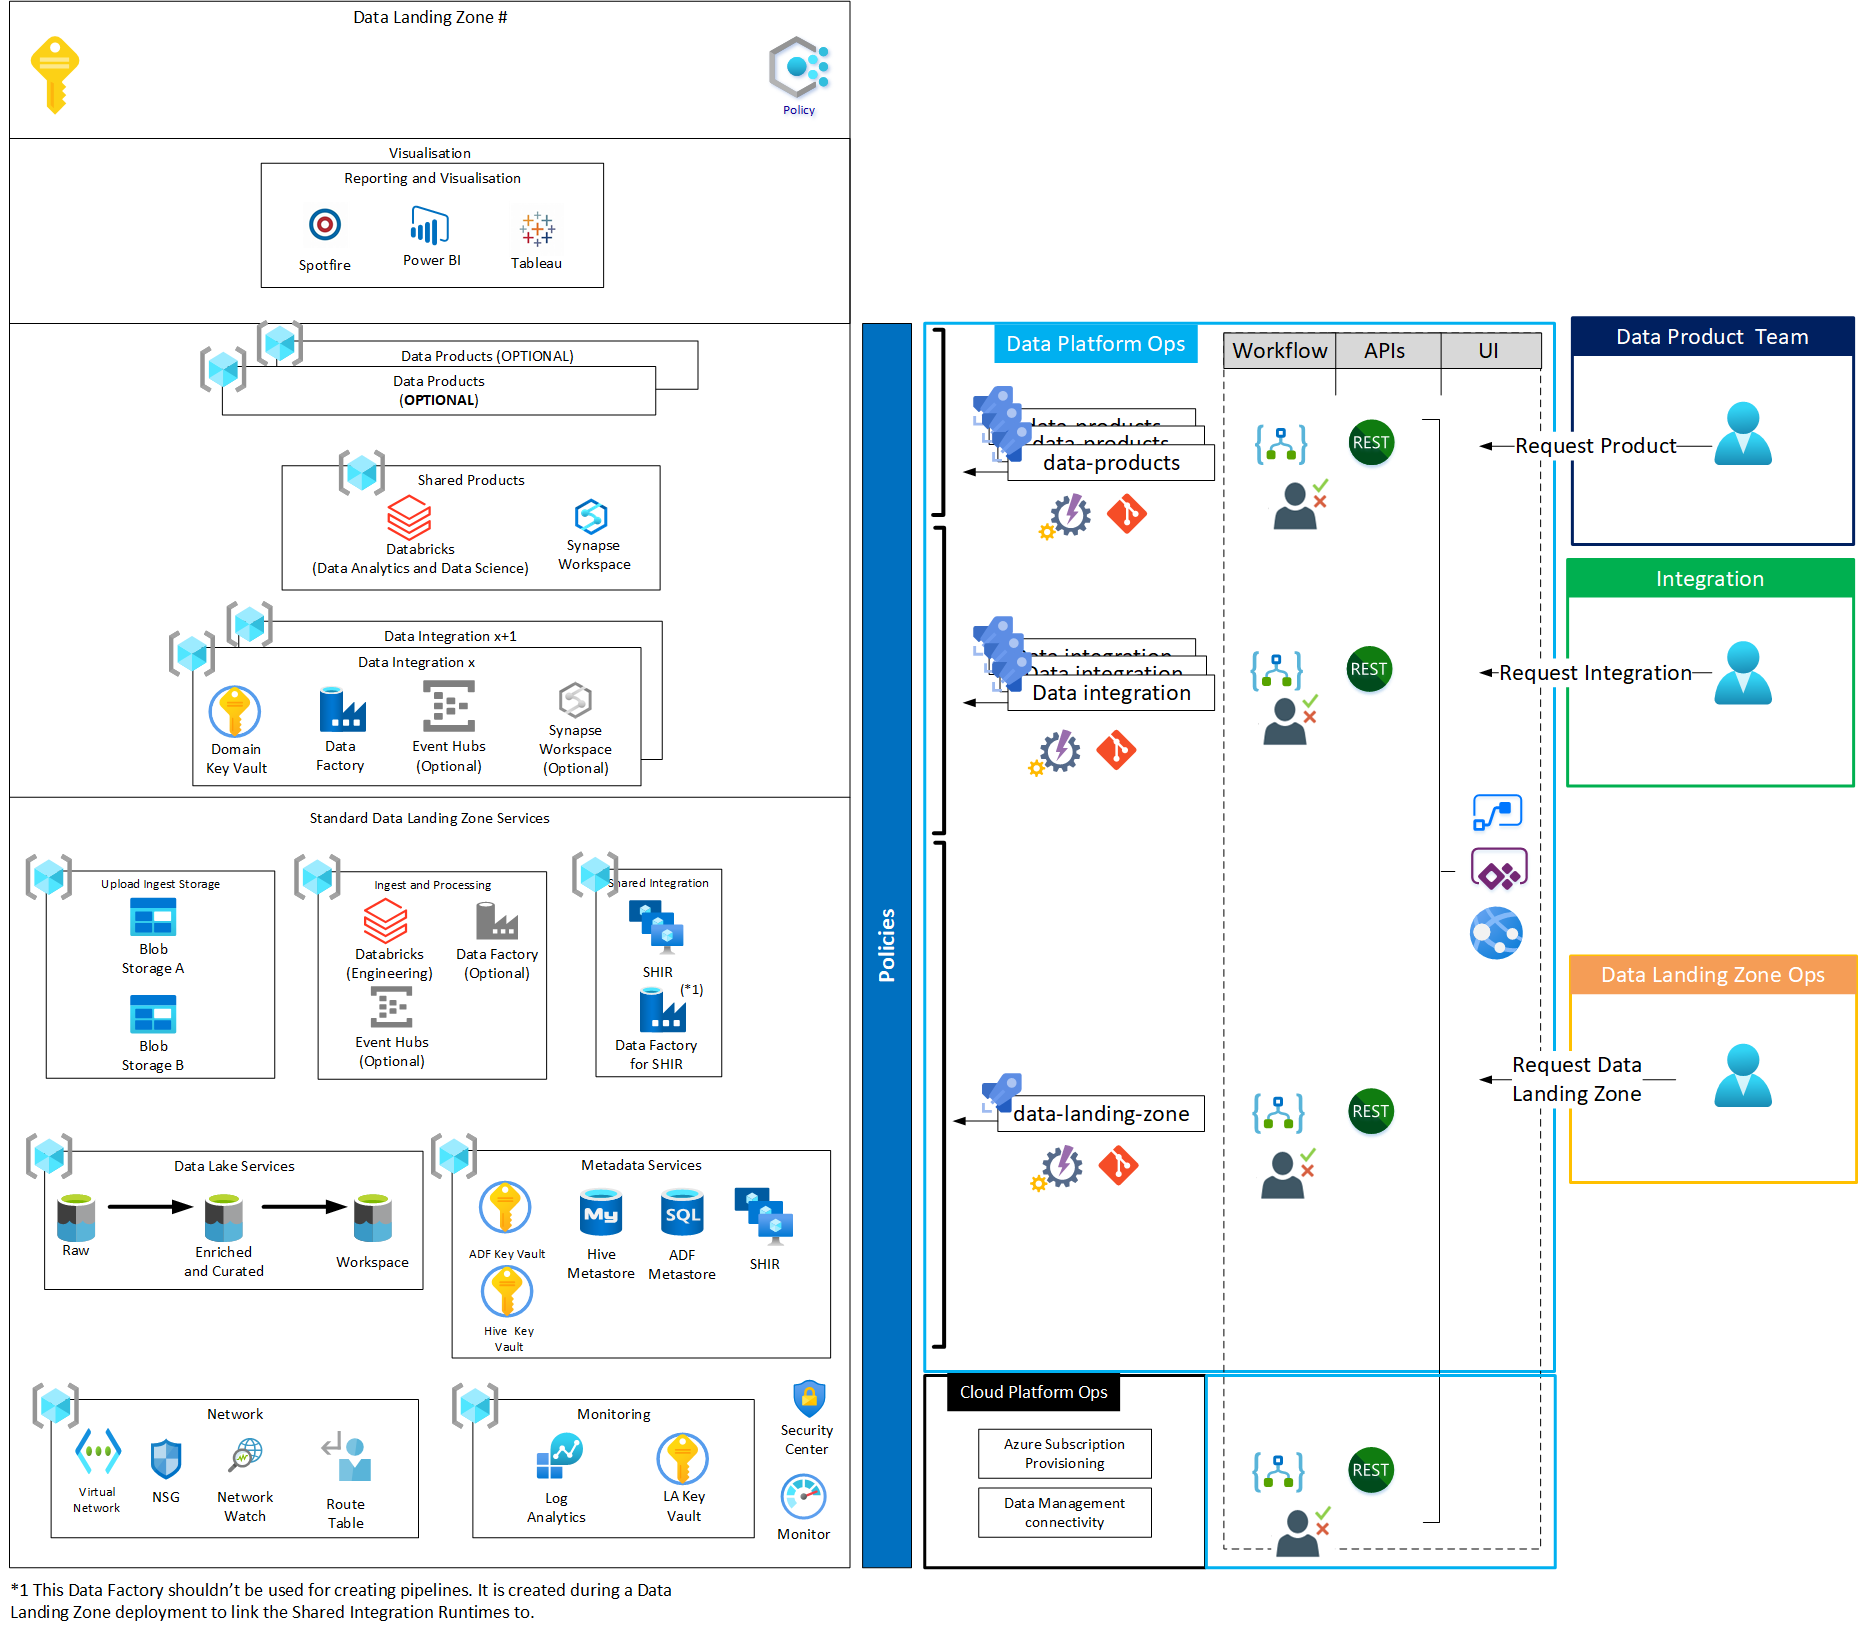 Data Landing Zone #
Policy
Visualisation
Reporting and Visualisation
Spotfire
Power BI
Tableau
Data Products (OPTIONAL)
Data Products
(OPTIONAL)
Shared Products
Databricks
(Data Analytics and Data Science)
Synapse
Workspace
Data Integration x+1
Data Integration x
Domain
Key Vault
Data
Factory
Event Hubs
(Optional)
Synapse
Workspace
(Optional)
Standard Data Landing Zone Services
Upload Ingest Storage
Blob
Storage A
Blob
Storage B
Ingest and Processing
Databricks
(Engineering)
Data Factory
(Optional)
Event Hubs
(Optional)
Shared Integration
SHIR
(*1)
Data Factory
for SHIR
Data Lake Services
Raw
Enriched
and Curated
Workspace
Metadata Services
ADF Key Vault
Hive Key
Vault
My
Hive
Metastore
SQL
ADF
Metastore
SHIR
Network
Virtual
Network
NSG
Network
Watch
Route
Table
Monitoring
Log
Analytics
LA Key
Vault
Security
Center
Monitor
*1 This Data Factory shouldn't be used for creating pipelines. It is created during a Data
Landing Zone deployment to link the Shared Integration Runtimes to.
Policies
Data Platform Ops
Workflow
APIs
UI
data-products
data-products
data-products
REST
Data integration
Data integration
Data integration
REST
data-landing-zone
REST
Cloud Platform Ops
Azure Subscription
Provisioning
Data Management
connectivity
REST
Data Product Team
Request Product
Integration
Request Integration
Data Landing Zone Ops
Request Data
Landing Zone